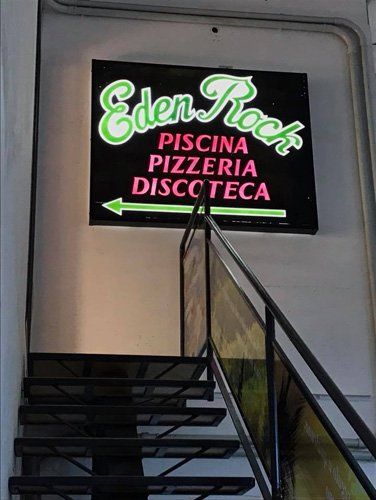 Eden Rock
PISCINA
PIZZERIA
DISCOTECA